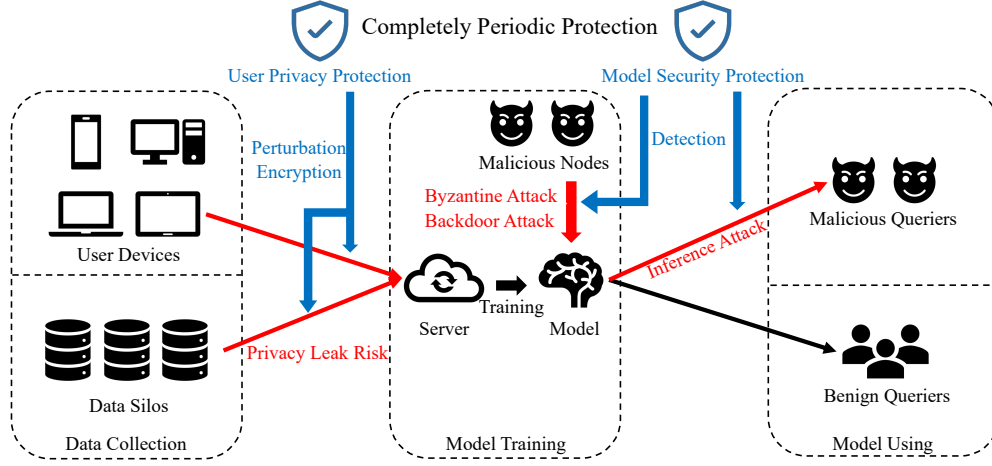 Completely Periodic Protection
User Privacy Protection
Model Security Protection
Perturbation
Encryption
Detection
Malicious Nodes
Byzantine Attack
Backdoor Attack
User Devices
Malicious Queriers
Inference Attack
Server
Training
Model
Privacy Leak Risk
Data Silos
Benign Queriers
Data Collection
Model Training
Model Using